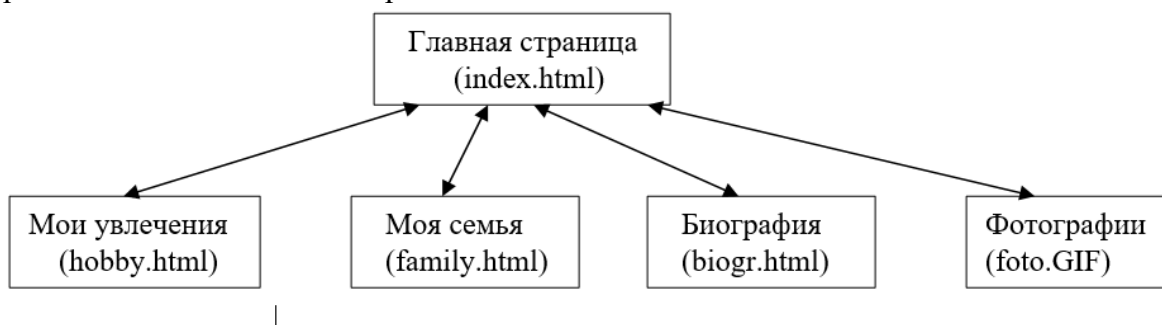 Главная страница
(index.html)
Мои увлечения
(hobby.html)
Моя семья
(family.html)
Биография
(biogr.html)
Фотографии
(foto.GIF)